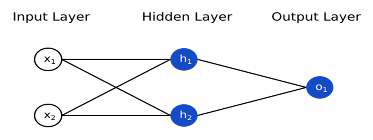 Input Layer Hidden Layer Output Layer
x₁ h₁
o₁
x₂ h₂